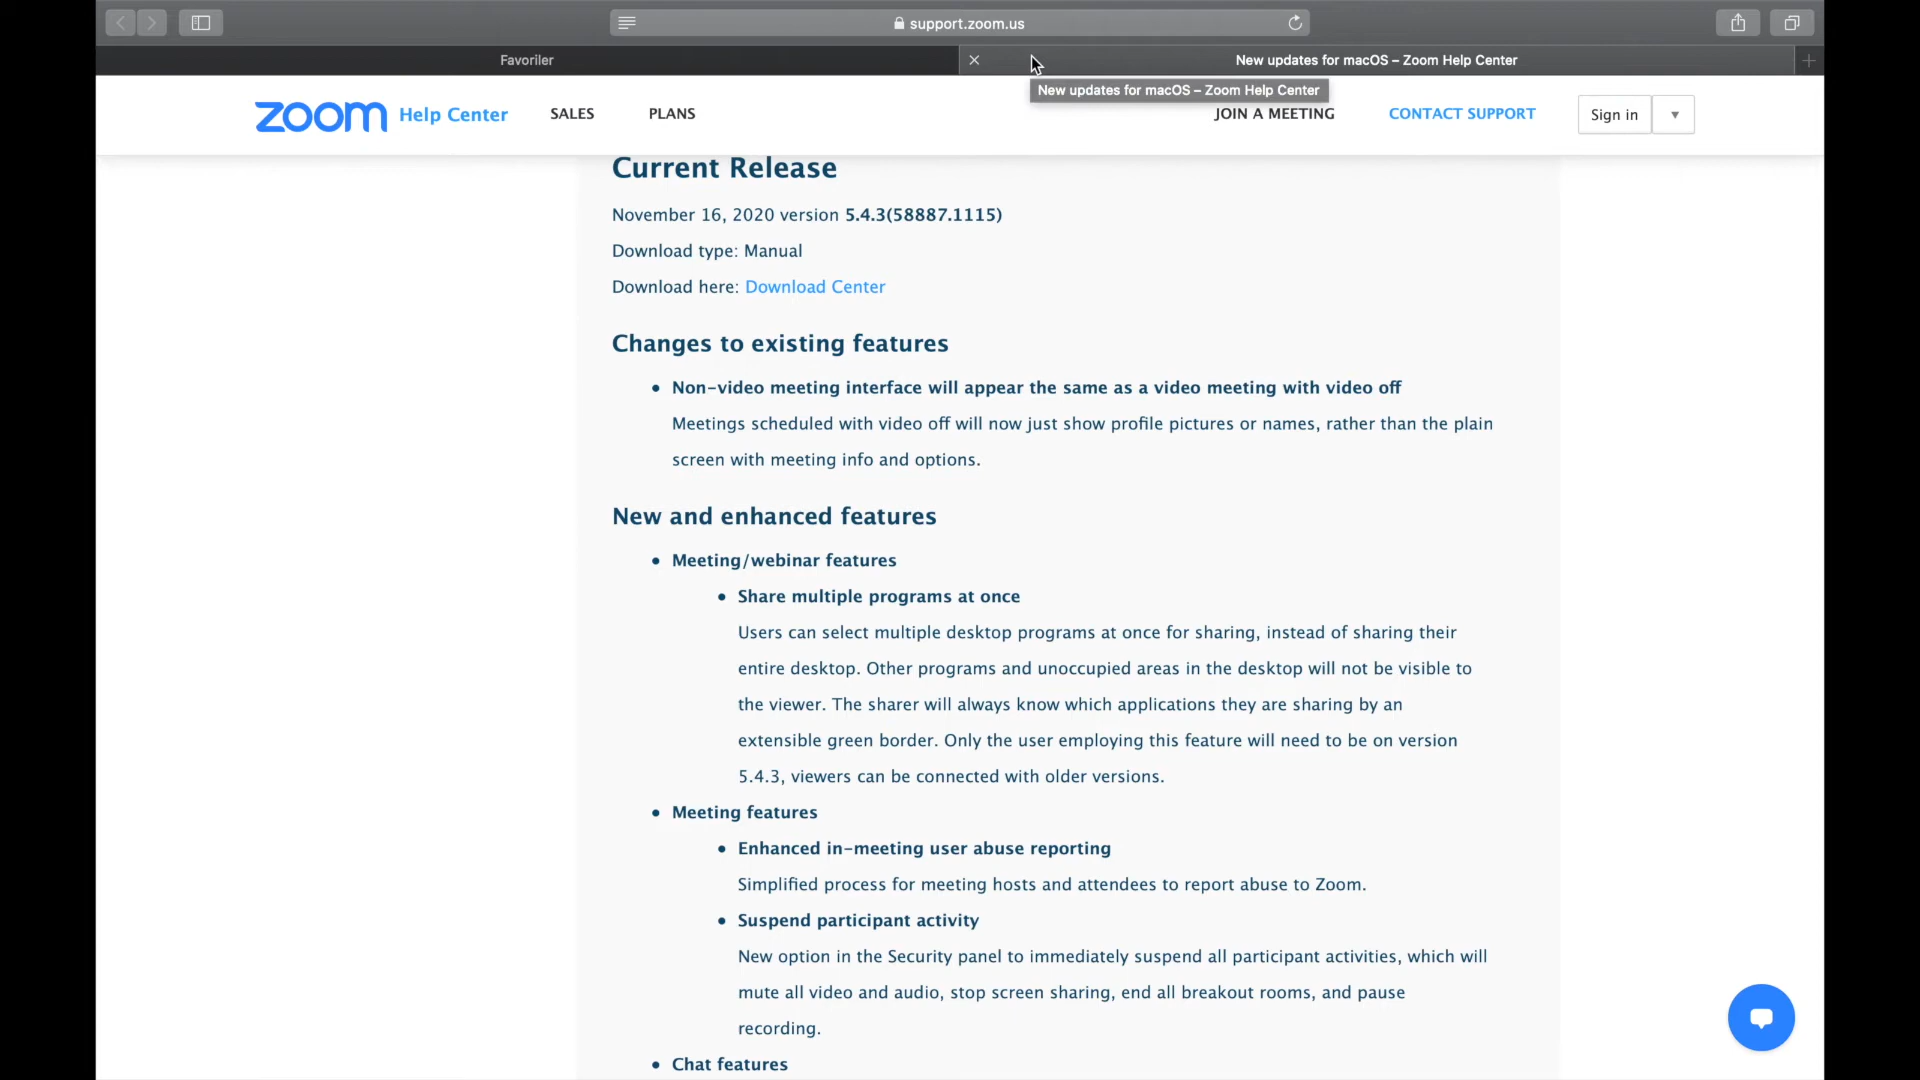 support.zoom.us
Favoriler
New updates for macOS – Zoom Help Center
New updates for macOS – Zoom Help Center
zoom Help Center
SALES
PLANS
JOIN A MEETING
CONTACT SUPPORT
Sign in
Current Release
November 16, 2020 version 5.4.3(58887.1115)
Download type: Manual
Download here: Download Center
Changes to existing features
• Non-video meeting interface will appear the same as a video meeting with video off
Meetings scheduled with video off will now just show profile pictures or names, rather than the plain
screen with meeting info and options.
New and enhanced features
• Meeting/webinar features
• Share multiple programs at once
Users can select multiple desktop programs at once for sharing, instead of sharing their
entire desktop. Other programs and unoccupied areas in the desktop will not be visible to
the viewer. The sharer will always know which applications they are sharing by an
extensible green border. Only the user employing this feature will need to be on version
5.4.3, viewers can be connected with older versions.
• Meeting features
• Enhanced in-meeting user abuse reporting
Simplified process for meeting hosts and attendees to report abuse to Zoom.
• Suspend participant activity
New option in the Security panel to immediately suspend all participant activities, which will
mute all video and audio, stop screen sharing, end all breakout rooms, and pause
recording.
• Chat features